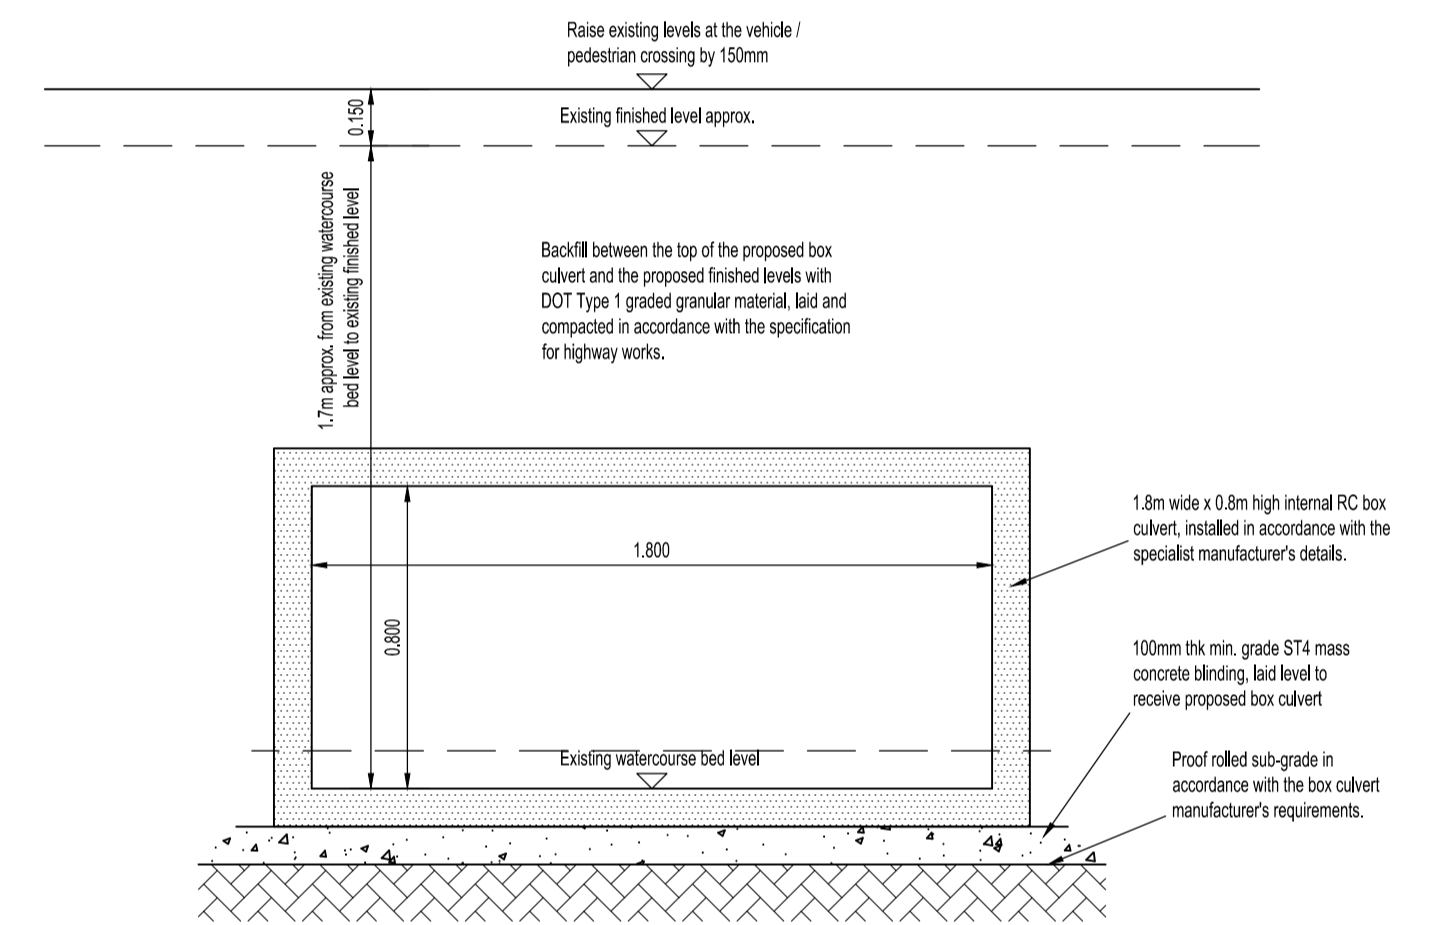 Raise existing levels at the vehicle /
pedestrian crossing by 150mm
0.150
Existing finished level approx.
1.7m approx. from existing watercourse
bed level to existing finished level
Backfill between the top of the proposed box
culvert and the proposed finished levels with
DOT Type 1 graded granular material, laid and
compacted in accordance with the specification
for highway works.
1.8m wide x 0.8m high internal RC box
culvert, installed in accordance with the
specialist manufacturer's details.
1.800
0.800
100mm thk min. grade ST4 mass
concrete blinding, laid level to
receive proposed box culvert
Existing watercourse bed level
Proof rolled sub-grade in
accordance with the box culvert
manufacturer's requirements.